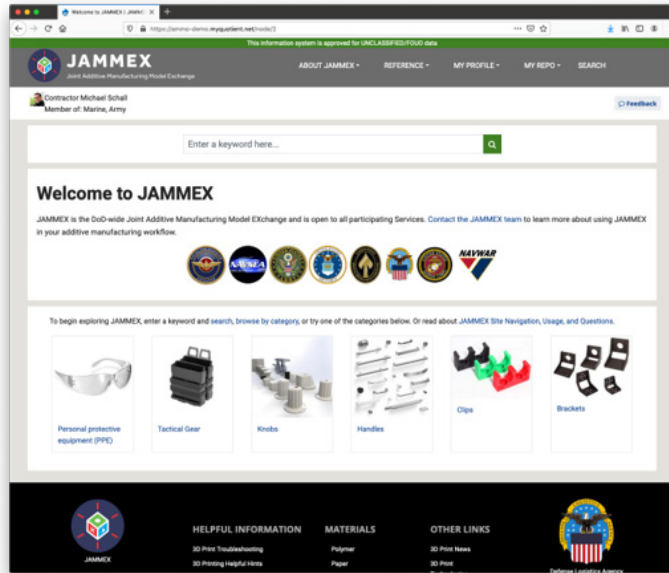 Welcome to JAMMEX | JAMMEX
https://ammo-demo.myquotient.net/node/2
This information system is approved for UNCLASSIFIED/FOUO data
JAMMEX
Joint Additive Manufacturing Model Exchange
ABOUT JAMMEX
REFERENCE
MY PROFILE
MY REPO
SEARCH
Contractor Michael Schall
Member of: Marine, Army
Feedback
Enter a keyword here...
Welcome to JAMMEX
JAMMEX is the DoD-wide Joint Additive Manufacturing Model EXchange and is open to all participating Services. Contact the JAMMEX team to learn more about using JAMMEX
in your additive manufacturing workflow.
NAVSEA
NAVWAR
To begin exploring JAMMEX, enter a keyword and search, browse by category, or try one of the categories below. Or read about JAMMEX Site Navigation, Usage, and Questions.
Personal protective
equipment (PPE)
Tactical Gear
Knobs
Handles
Clips
Brackets
JAMMEX
HELPFUL INFORMATION
3D Print Troubleshooting
3D Printing Helpful Hints
MATERIALS
Polymer
Paper
OTHER LINKS
3D Print News
3D Print
Defense Logistics Agency